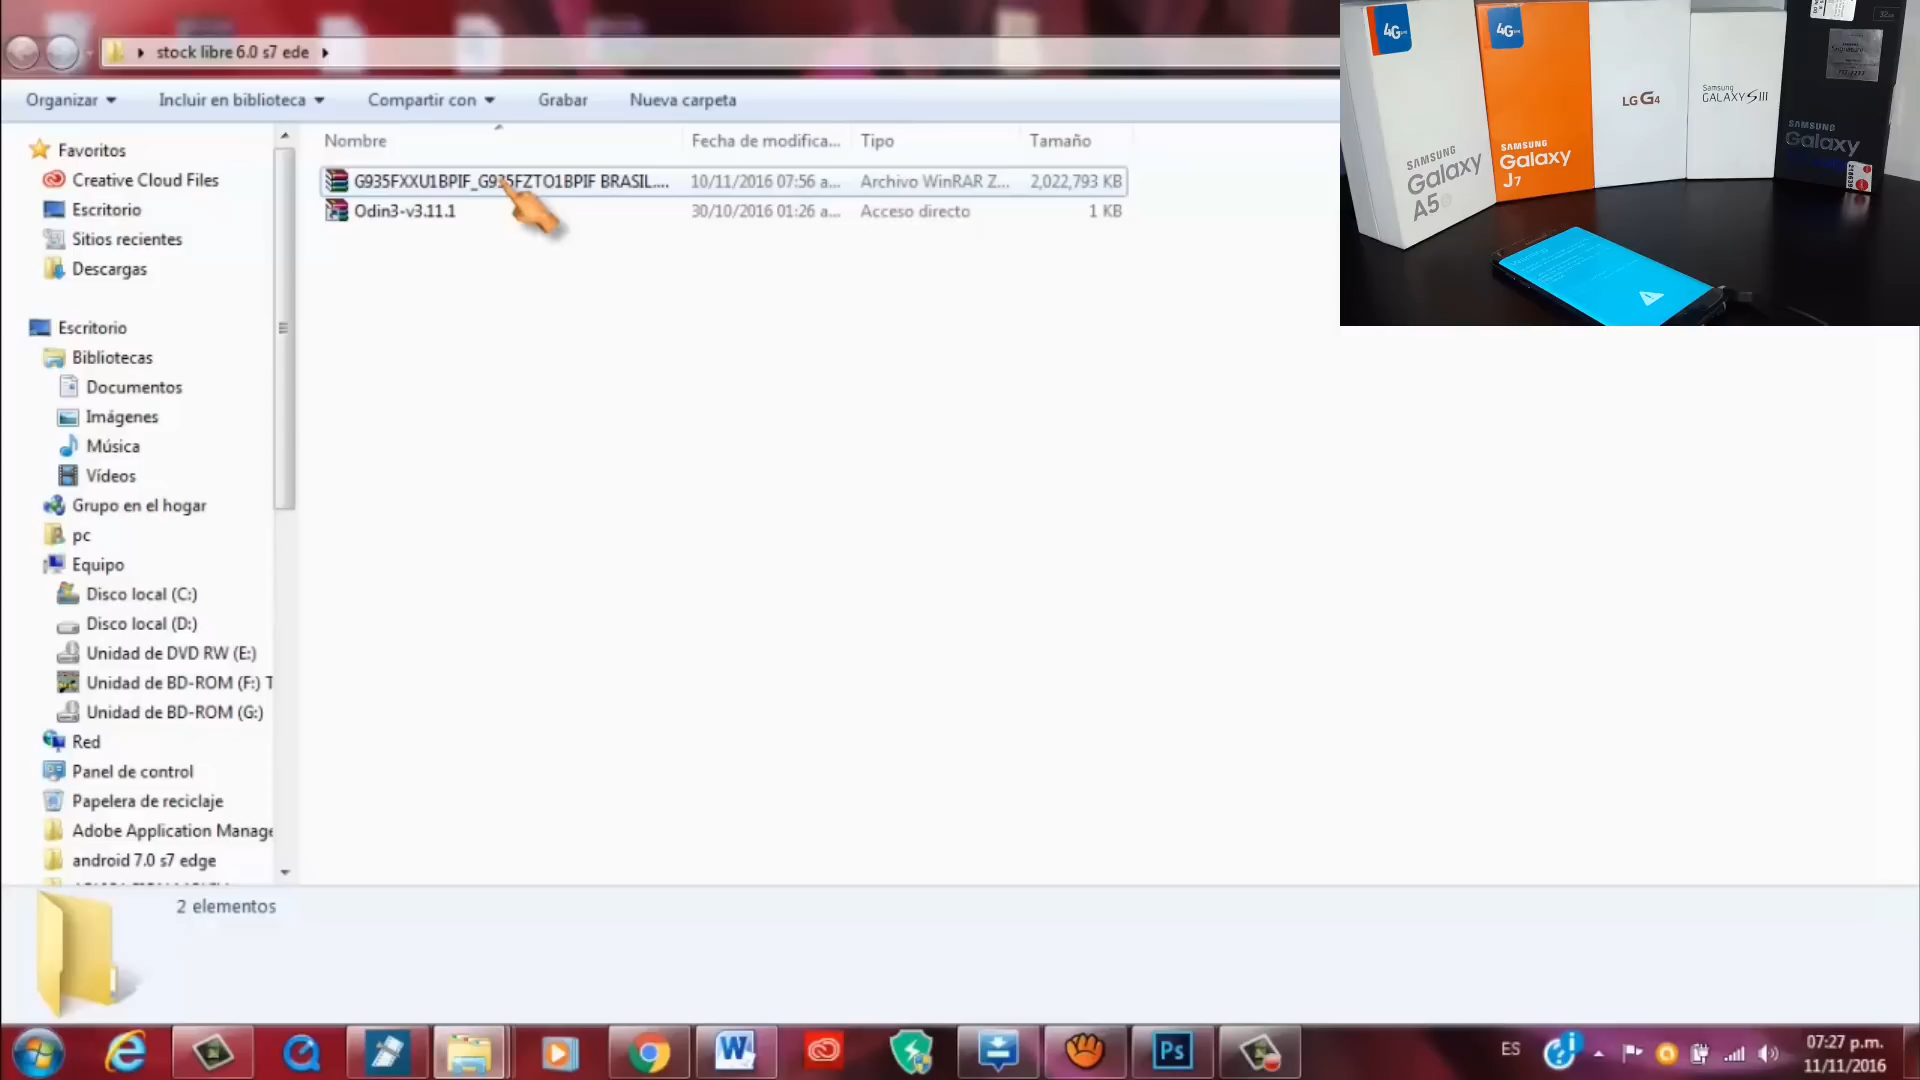 stock libre 6.0 s7 ede
Organizar
Incluir en biblioteca
Compartir con
Grabar
Nueva carpeta
Nombre
Fecha de modifica...
Tipo
Tamaño
G935FXXU1BPIF_G935FZTO1BPIF BRASIL....
10/11/2016 07:56 a...
Archivo WinRAR Z...
2,022,793 KB
Odin3-v3.11.1
30/10/2016 01:26 a...
Acceso directo
1 KB
Favoritos
Creative Cloud Files
Escritorio
Sitios recientes
Descargas
Escritorio
Bibliotecas
Documentos
Imágenes
Música
Vídeos
Grupo en el hogar
pc
Equipo
Disco local (C:)
Disco local (D:)
Unidad de DVD RW (E:)
Unidad de BD-ROM (F:) T
Unidad de BD-ROM (G:)
Red
Panel de control
Papelera de reciclaje
Adobe Application Manage
android 7.0 s7 edge
2 elementos
4G
SAMSUNG
Galaxy
A5
4G
SAMSUNG
Galaxy
J7
LG G4
Samsung
GALAXY SIII
SAMSUNG
Galaxy
W
Ps
ES
07:27 p.m.
11/11/2016